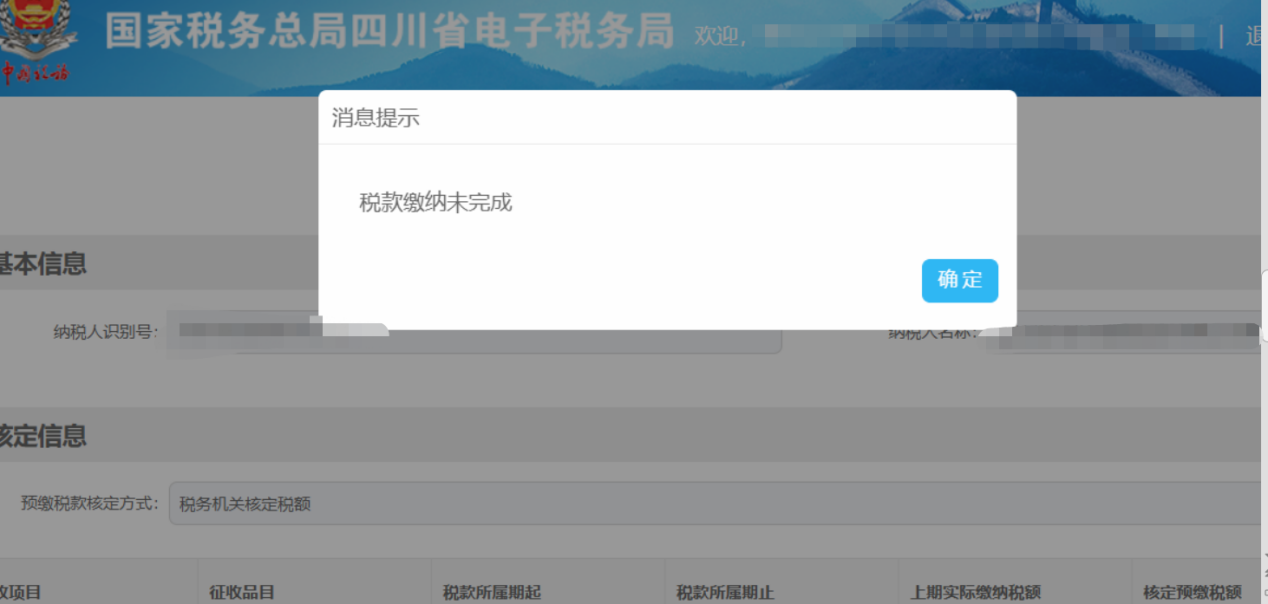 国家税务总局四川省电子税务局 欢迎, | 退
中国税务
消息提示
税款缴纳未完成
确定
基本信息
纳税人识别号: 纳税人名称:
核定信息
预缴税款核定方式: 税务机关核定税额
收项目 征收品目 税款所属期起 税款所属期止 上期实际缴纳税额 核定预缴税额